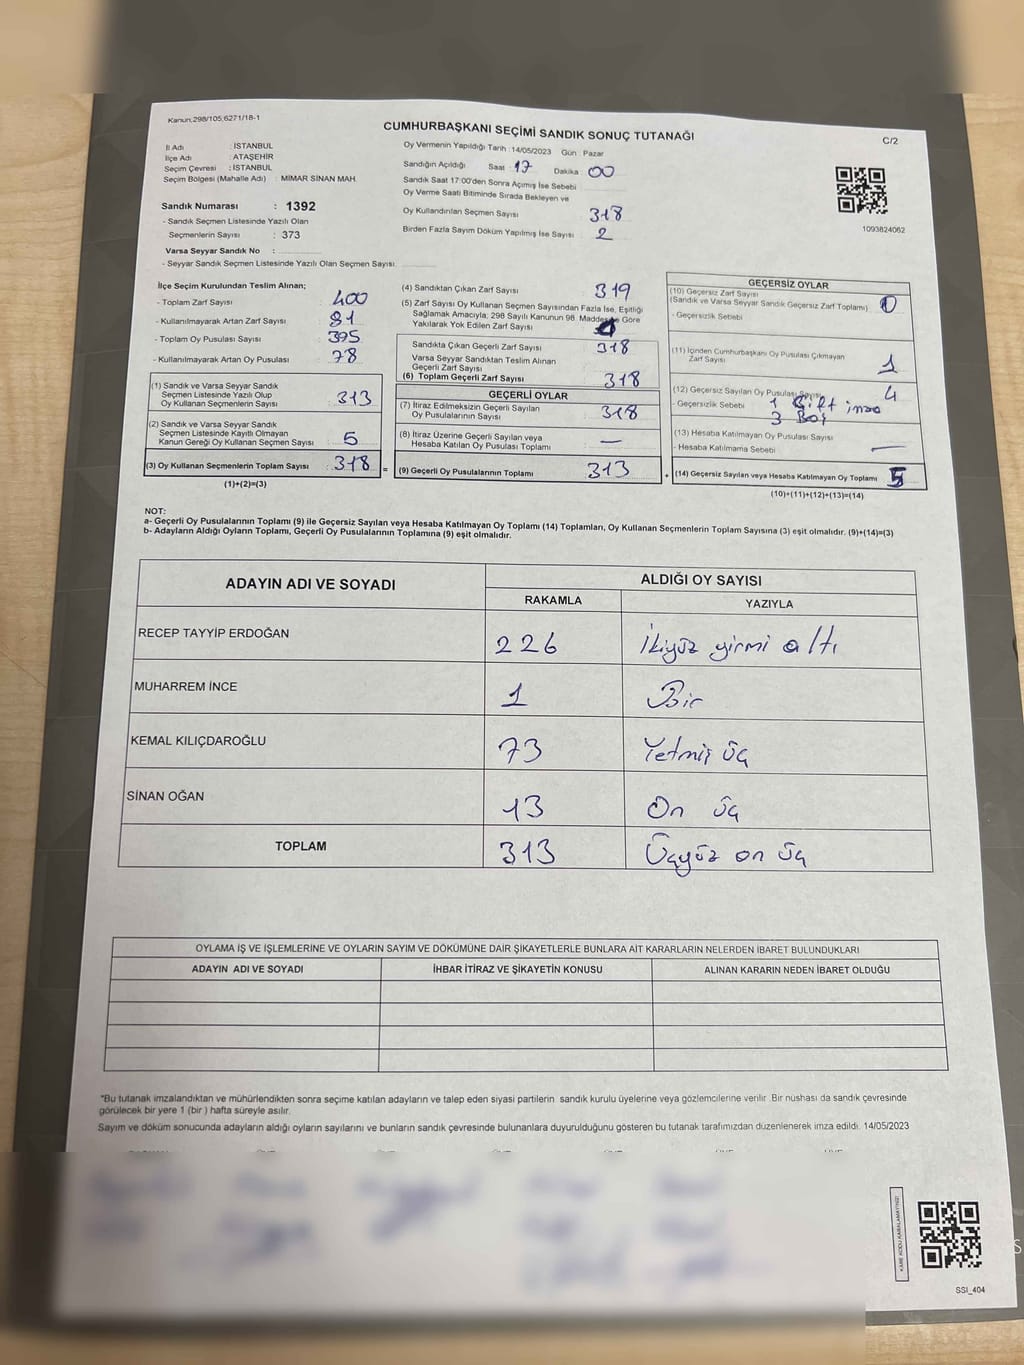 Kanun,298/105,6271/18-1
CUMHURBAŞKANI SEÇİMİ SANDIK SONUÇ TUTANAĞI
C/2
İl Adı : İSTANBUL
İlçe Adı : ATAŞEHİR
Seçim Çevresi : İSTANBUL
Seçim Bölgesi (Mahalle Adı) : MİMAR SİNAN MAH.
Sandık Numarası : 1392
- Sandık Seçmen Listesinde Yazılı Olan
Seçmenlerin Sayısı : 373
Varsa Seyyar Sandık No :
- Seyyar Sandık Seçmen Listesinde Yazılı Olan Seçmen Sayısı:
Oy Vermenin Yapıldığı Tarih :14/05/2023 Gün : Pazar
Sandığın Açıldığı Saat :17 Dakika :00
Sandık Saat 17:00'den Sonra Açılmış İse Sebebi
Oy Verme Saati Bitiminde Sırada Bekleyen ve
Oy Kullandırılan Seçmen Sayısı 318
Birden Fazla Sayım Döküm Yapılmış İse Sayısı 2
1093824062
İlçe Seçim Kurulundan Teslim Alınan;
- Toplam Zarf Sayısı : 400
- Kullanılmayarak Artan Zarf Sayısı : 81
- Toplam Oy Pusulası Sayısı : 395
- Kullanılmayarak Artan Oy Pusulası : 78
(1) Sandık ve Varsa Seyyar Sandık
Seçmen Listesinde Yazılı Olup
Oy Kullanan Seçmenlerin Sayısı : 313
(2) Sandık ve Varsa Seyyar Sandık
Seçmen Listesinde Kayıtlı Olmayan
Kanun Gereği Oy Kullanan Seçmen Sayısı : 5
(3) Oy Kullanan Seçmenlerin Toplam Sayısı : 318 =
(1)+(2)=(3)
(4) Sandıktan Çıkan Zarf Sayısı 319
(5) Zarf Sayısı Oy Kullanan Seçmen Sayısından Fazla İse, Eşitliği
Sağlamak Amacıyla; 298 Sayılı Kanunun 98. Maddesine Göre
Yakılarak Yok Edilen Zarf Sayısı
Sandıkta Çıkan Geçerli Zarf Sayısı 318
Varsa Seyyar Sandıktan Teslim Alınan
Geçerli Zarf Sayısı
(6) Toplam Geçerli Zarf Sayısı 318
GEÇERLİ OYLAR
(7) İtiraz Edilmeksizin Geçerli Sayılan
Oy Pusulalarının Sayısı 318
(8) İtiraz Üzerine Geçerli Sayılan veya
Hesaba Katılan Oy Pusulası Toplamı —
(9) Geçerli Oy Pusulalarının Toplamı 313 +
GEÇERSİZ OYLAR
(10) Geçersiz Zarf Sayısı
(Sandık ve Varsa Seyyar Sandık Geçersiz Zarf Toplamı) 0
- Geçersizlik Sebebi
(11) İçinden Cumhurbaşkanı Oy Pusulası Çıkmayan
Zarf Sayısı 1
(12) Geçersiz Sayılan Oy Pusulası Sayısı 4
- Geçersizlik Sebebi 1 Çift imza
3 Boş
(13) Hesaba Katılmayan Oy Pusulası Sayısı
- Hesaba Katılmama Sebebi —
(14) Geçersiz Sayılan veya Hesaba Katılmayan Oy Toplamı 5
(10)+(11)+(12)+(13)=(14)
NOT:
a- Geçerli Oy Pusulalarının Toplamı (9) ile Geçersiz Sayılan veya Hesaba Katılmayan Oy Toplamı (14) Toplamları, Oy Kullanan Seçmenlerin Toplam Sayısına (3) eşit olmalıdır. (9)+(14)=(3)
b- Adayların Aldığı Oyların Toplamı, Geçerli Oy Pusulalarının Toplamına (9) eşit olmalıdır.
ADAYIN ADI VE SOYADI ALDIĞI OY SAYISI
RAKAMLA YAZIYLA
RECEP TAYYİP ERDOĞAN 226 İkiyüz yirmi altı
MUHARREM İNCE 1 Bir
KEMAL KILIÇDAROĞLU 73 Yetmiş üç
SİNAN OĞAN 13 On üç
TOPLAM 313 Üçyüz on üç
OYLAMA İŞ VE İŞLEMLERİNE VE OYLARIN SAYIM VE DÖKÜMÜNE DAİR ŞİKAYETLERLE BUNLARA AİT KARARLARIN NELERDEN İBARET BULUNDUKLARI
ADAYIN ADI VE SOYADI İHBAR İTİRAZ VE ŞİKAYETİN KONUSU ALINAN KARARIN NEDEN İBARET OLDUĞU
*Bu tutanak imzalandıktan ve mühürlendikten sonra seçime katılan adayların ve talep eden siyasi partilerin sandık kurulu üyelerine veya gözlemcilerine verilir. Bir nüshası da sandık çevresinde
görülecek bir yere 1 (bir ) hafta süreyle asılır.
Sayım ve döküm sonucunda adayların aldığı oyların sayılarını ve bunların sandık çevresinde bulunanlara duyurulduğunu gösteren bu tutanak tarafımızdan düzenlenerek imza edildi. 14/05/2023
KARE KODU KARALAMAYINIZ!
SSI_404